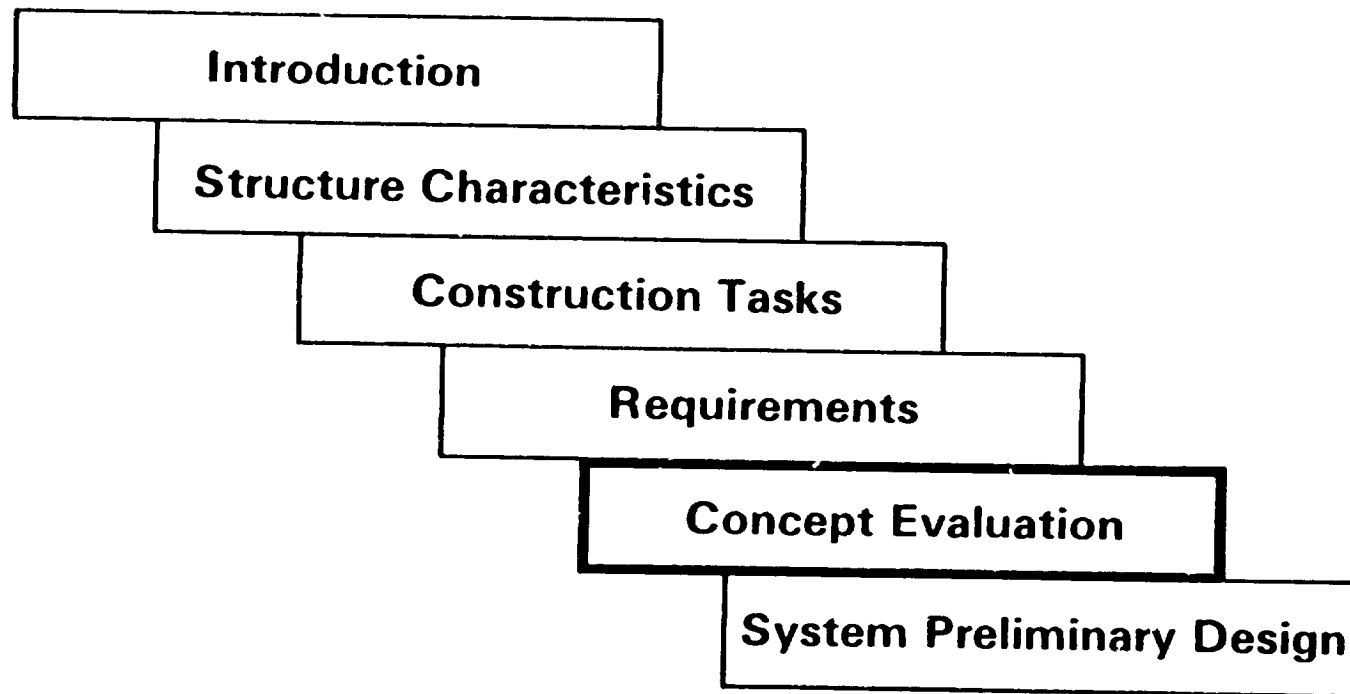 Introduction
Structure Characteristics
Construction Tasks
Requirements
Concept Evaluation
System Preliminary Design